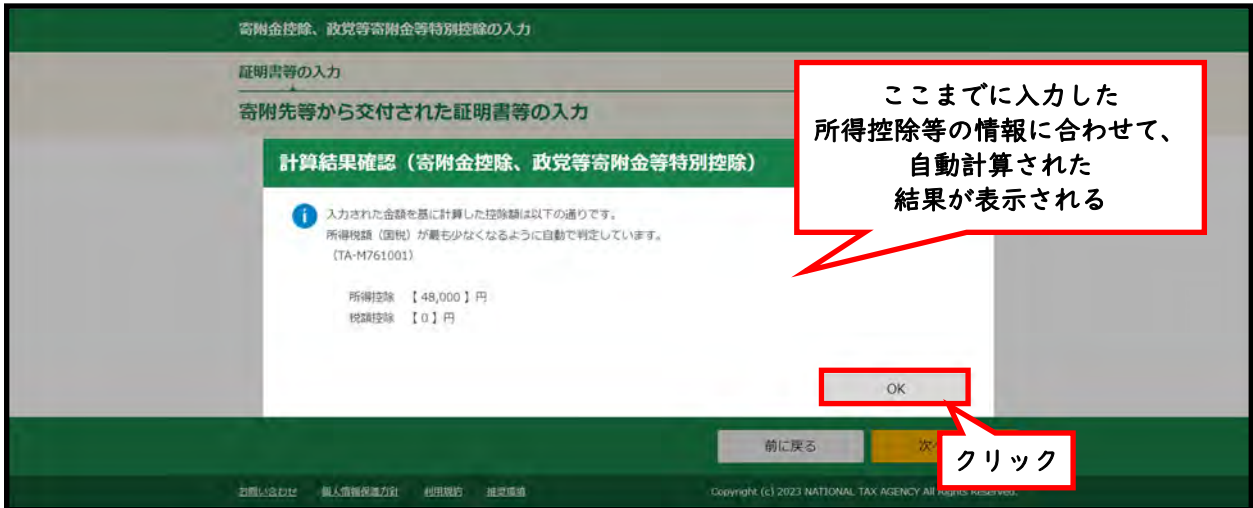 寄附金控除、政党等寄附金等特別控除の入力
証明書等の入力
寄附先等から交付された証明書等の入力
ここまでに入力した
所得控除等の情報に合わせて、
自動計算された
結果が表示される
計算結果確認（寄附金控除、政党等寄附金等特別控除）
入力された金額を基に計算した控除額は以下の通りです。
所得税額（国税）が最も少なくなるように自動で判定しています。
（TA-M761001）
所得控除 【 48,000 】円
税額控除 【 0 】円
OK
前に戻る
クリック
お問い合わせ 個人情報保護方針 利用規約 推奨環境
Copyright (c) 2023 NATIONAL TAX AGENCY All Rights Reserved.